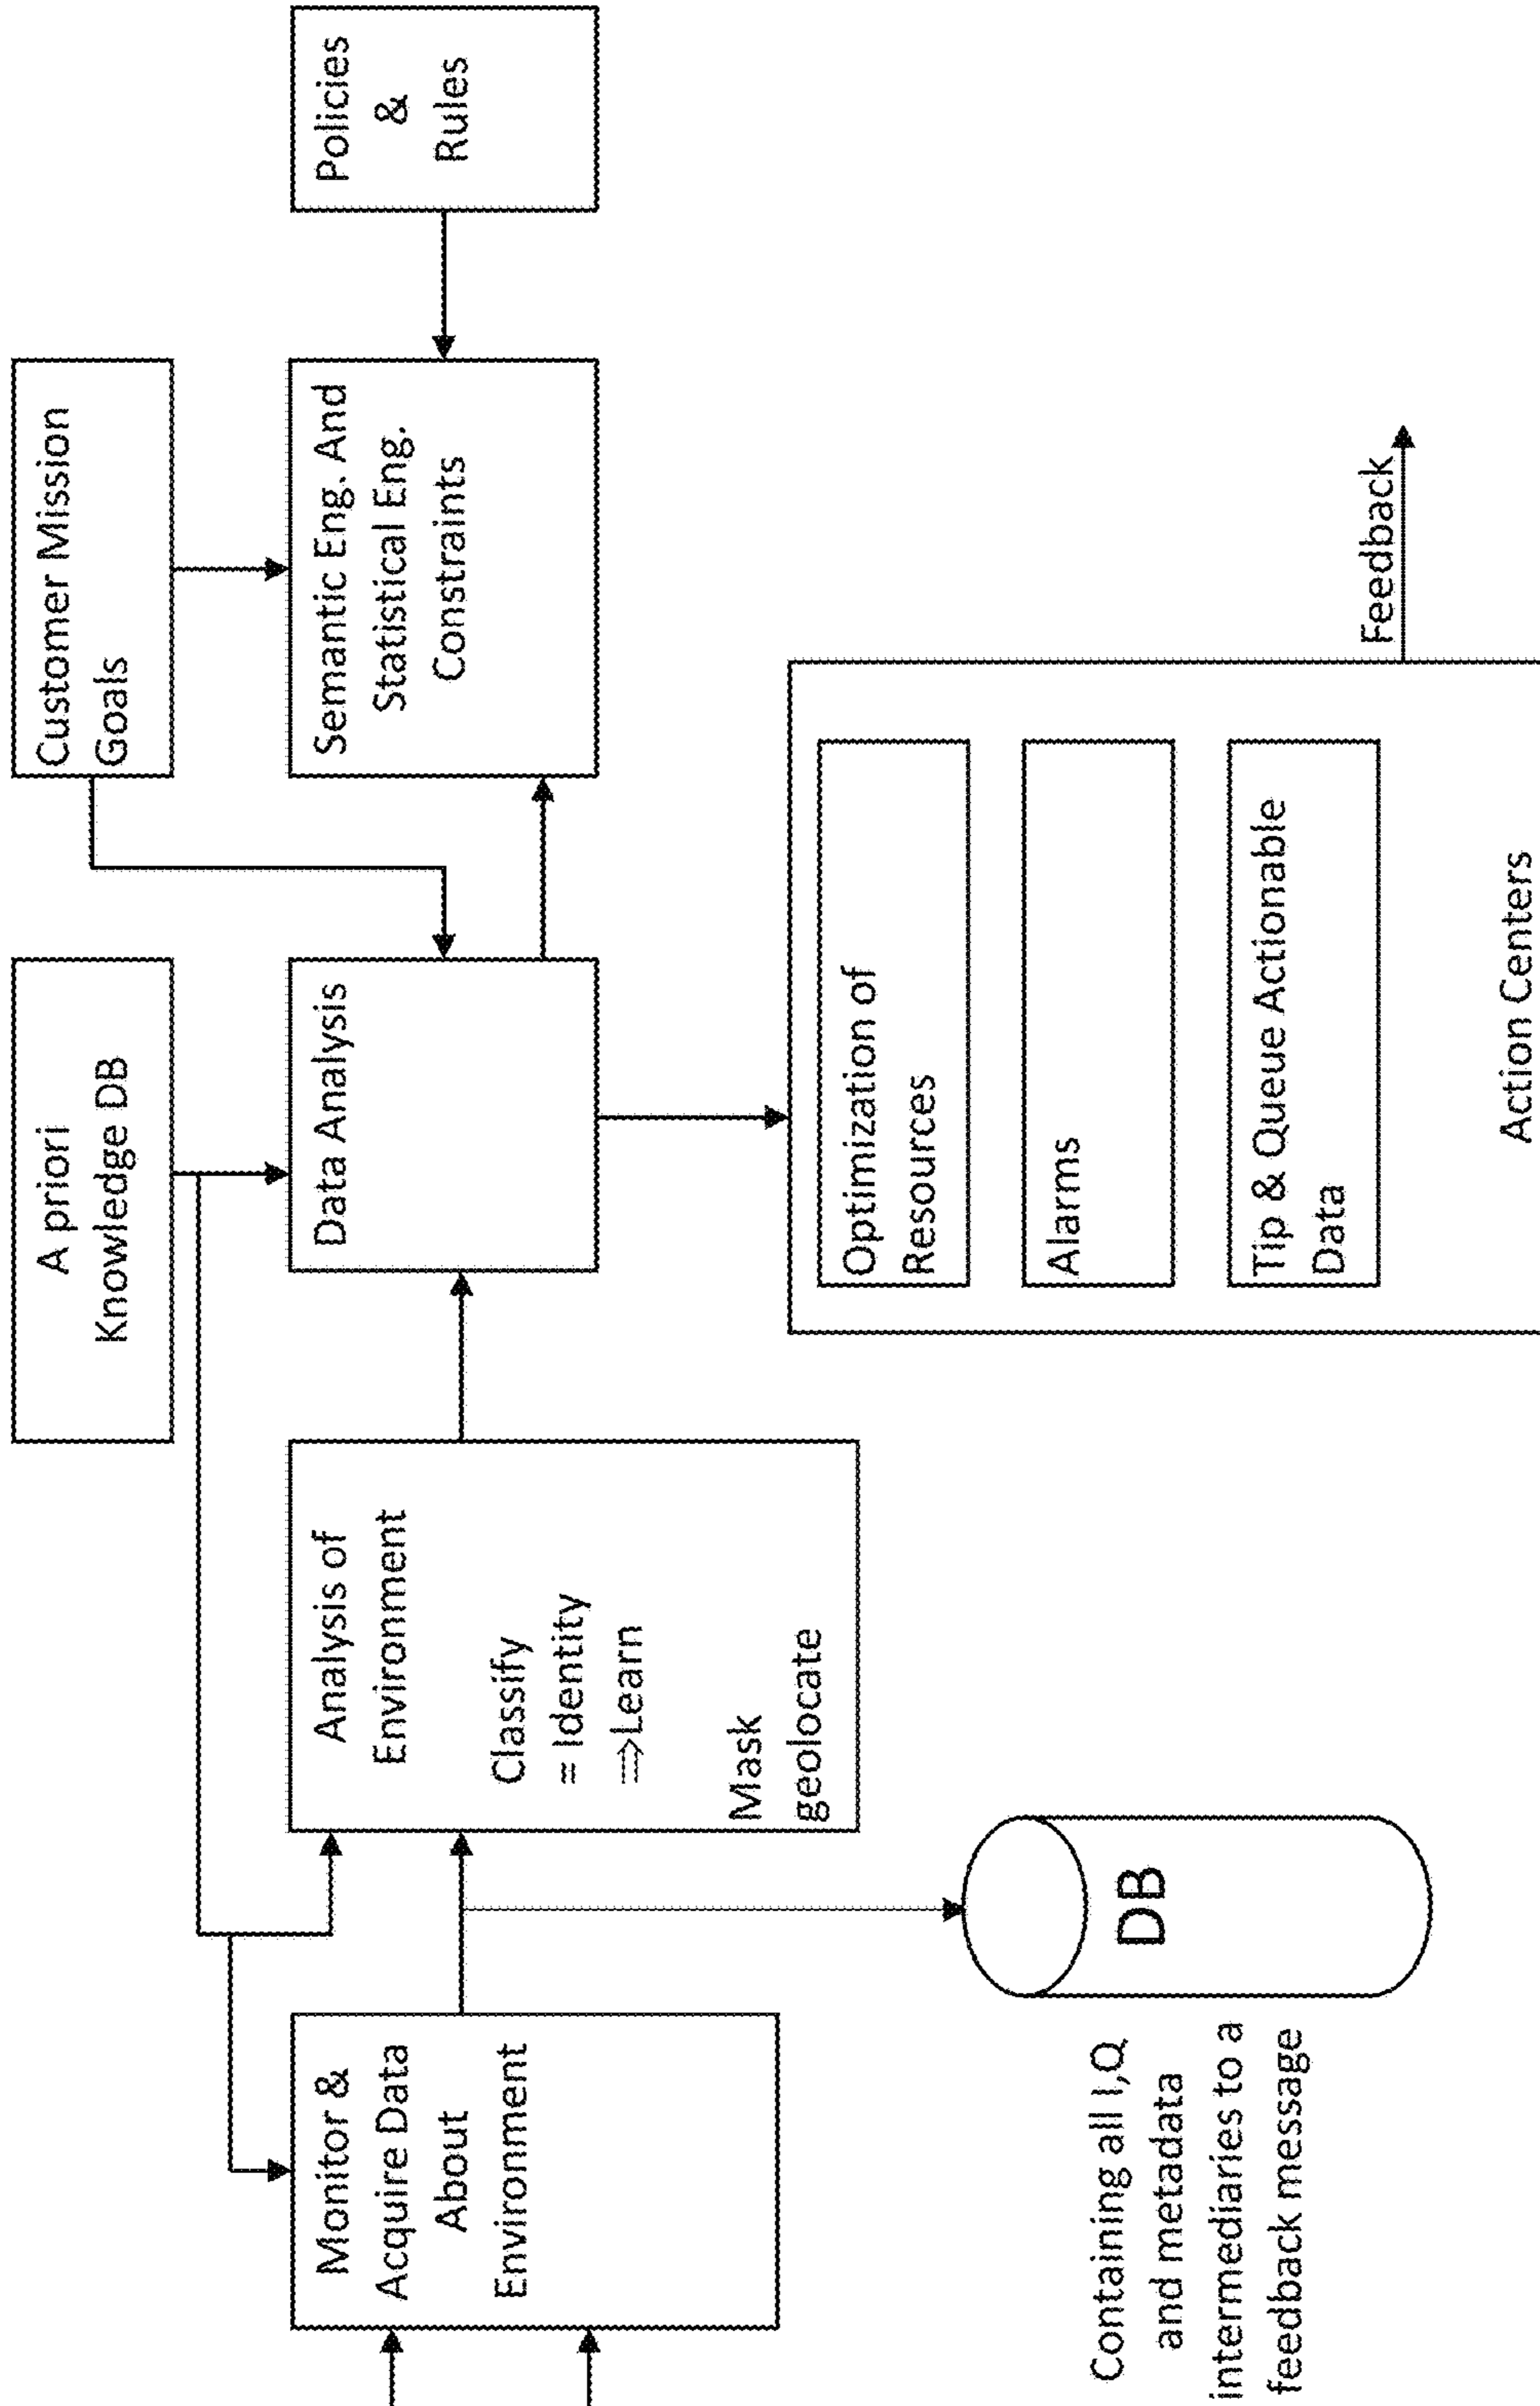 A priori
Knowledge DB
Customer Mission
Goals
Monitor &
Acquire Data
About
Environment
Analysis of
Environment
Classify
= Identity
⇒Learn
Mask
geolocate
Data Analysis
Semantic Eng. And
Statistical Eng.
Constraints
Policies
&
Rules
Containing all I,Q
and metadata
intermediaries to a
feedback message
DB
Optimization of
Resources
Alarms
Tip & Queue Actionable
Data
Action Centers
Feedback